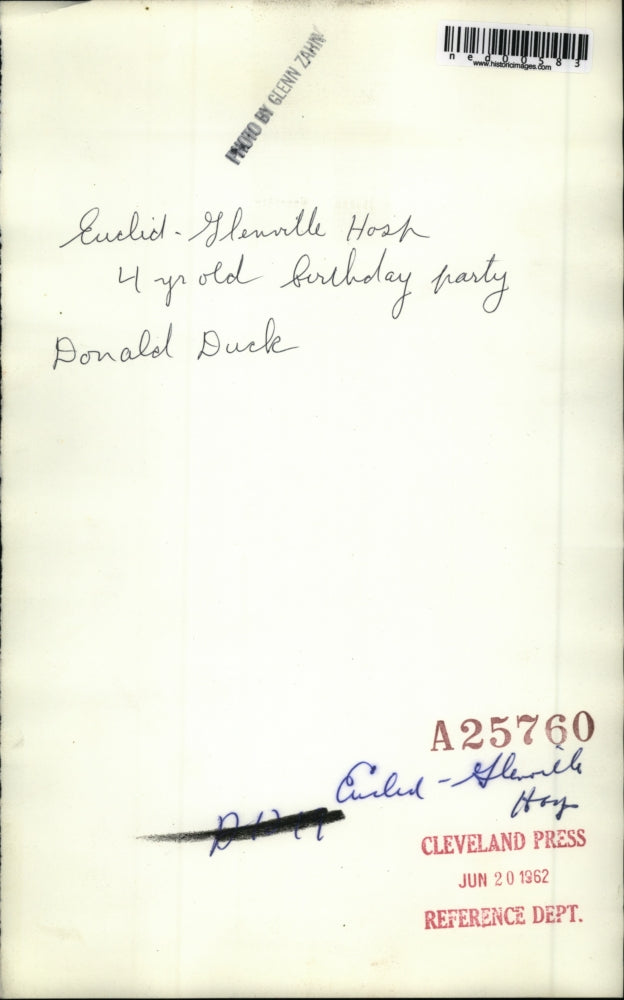 ned00583
www.historicimages.com
PHOTO BY GLENN ZAHN
Euclid-Glenville Hosp
4 yr old birthday party
Donald Duck
A25760
Euclid-Glenville
Hosp
CLEVELAND PRESS
JUN 20 1962
REFERENCE DEPT.